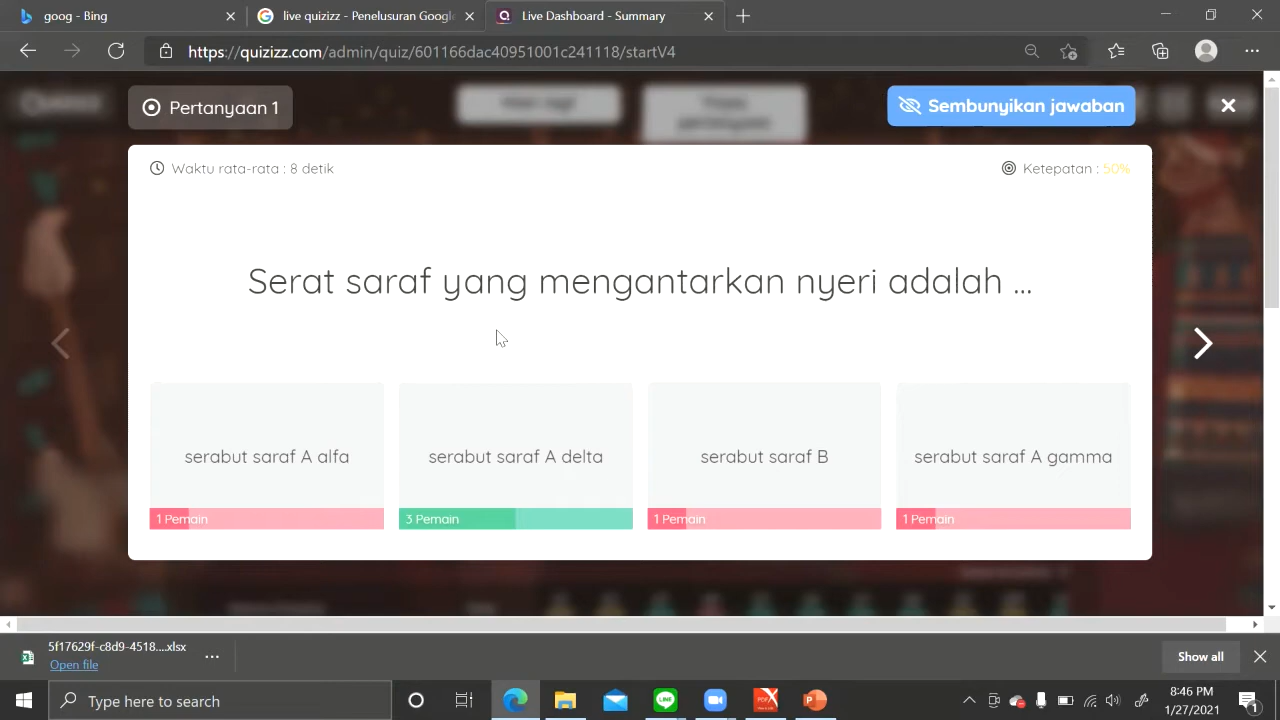 goog - Bing
live quizizz - Penelusuran Google
Live Dashboard - Summary
https://quizizz.com/admin/quiz/601166dac40951001c241118/startV4
Pertanyaan 1
Sembunyikan jawaban
Waktu rata-rata : 8 detik
Ketepatan : 50%
Serat saraf yang mengantarkan nyeri adalah ...
serabut saraf A alfa
serabut saraf A delta
serabut saraf B
serabut saraf A gamma
1 Pemain
3 Pemain
1 Pemain
1 Pemain
5f17629f-c8d9-4518....xlsx
Open file
Show all
Type here to search
LINE
PDF
8:46 PM
1/27/2021
1